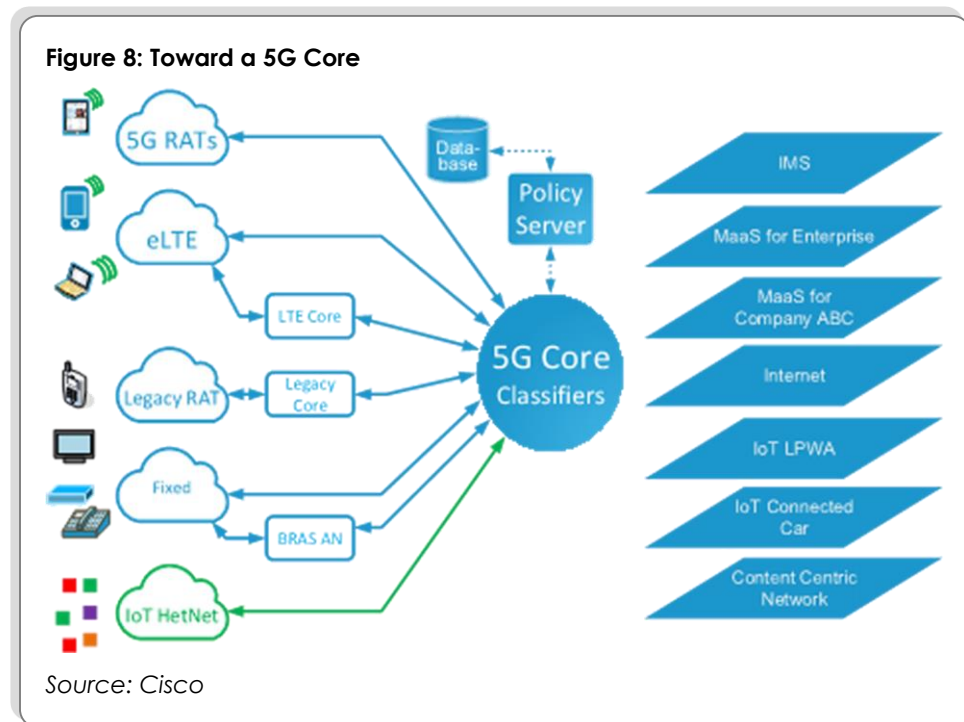 Figure 8: Toward a 5G Core
5G RATs
Data-
base
Policy
Server
eLTE
LTE Core
5G Core
Classifiers
Legacy RAT
Legacy
Core
Fixed
BRAS AN
IoT HetNet
IMS
MaaS for Enterprise
MaaS for
Company ABC
Internet
IoT LPWA
IoT Connected
Car
Content Centric
Network
Source: Cisco